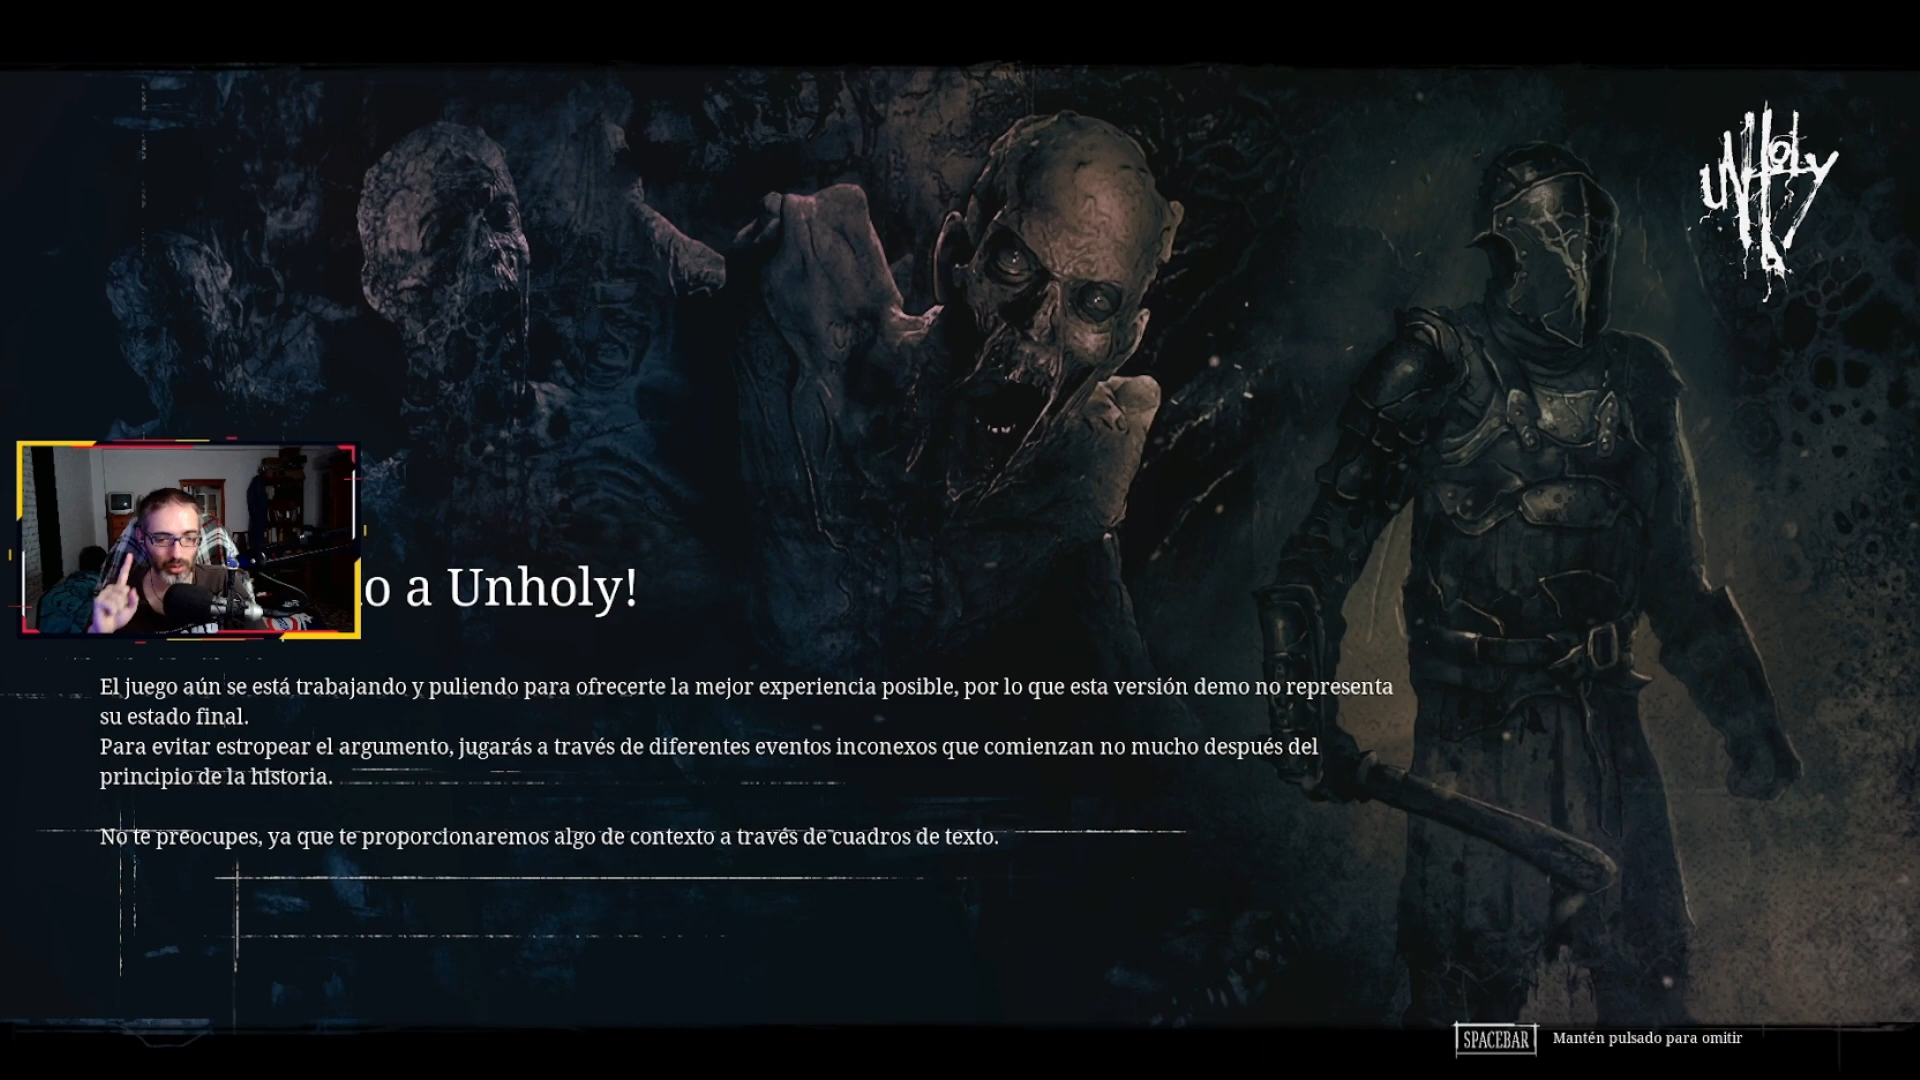 unholy
o a Unholy!
El juego aún se está trabajando y puliendo para ofrecerte la mejor experiencia posible, por lo que esta versión demo no representa
su estado final.
Para evitar estropear el argumento, jugarás a través de diferentes eventos inconexos que comienzan no mucho después del
principio de la historia.
No te preocupes, ya que te proporcionaremos algo de contexto a través de cuadros de texto.
SPACEBAR Mantén pulsado para omitir